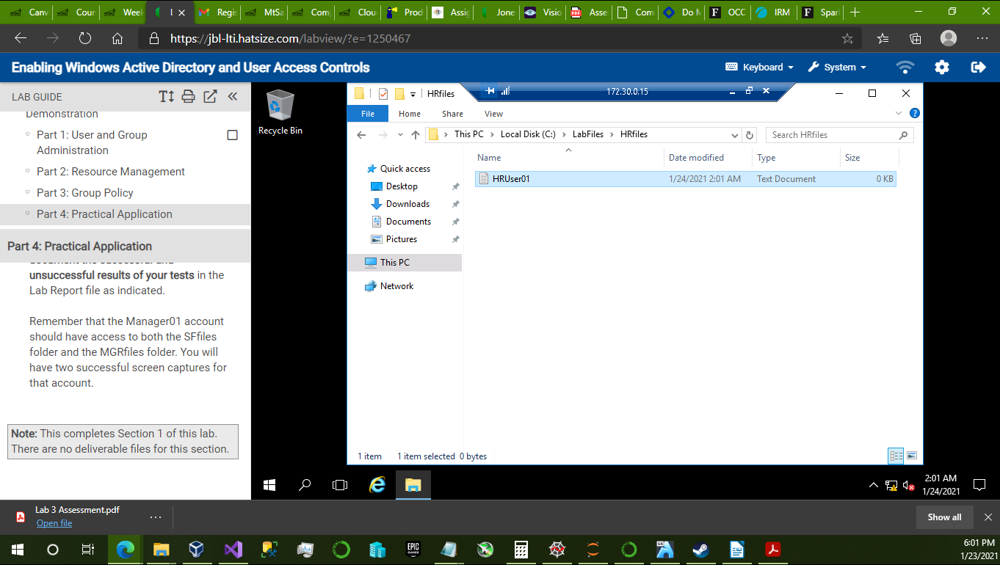 Canv
Cour
Week
I
Regis
MtSa
Com
Clou
Prod
Assig
Jone
Visio
Asse
Com
Do M
OCC
IRM
Spar
https://jbl-lti.hatsize.com/labview/?e=1250467
Enabling Windows Active Directory and User Access Controls
Keyboard
System
LAB GUIDE
Demonstration
Part 1: User and Group
Administration
Part 2: Resource Management
Part 3: Group Policy
Part 4: Practical Application
Part 4: Practical Application
document the successful and
unsuccessful results of your tests in the
Lab Report file as indicated.
Remember that the Manager01 account
should have access to both the SFfiles
folder and the MGRfiles folder. You will
have two successful screen captures for
that account.
Note: This completes Section 1 of this lab.
There are no deliverable files for this section.
Recycle Bin
HRfiles
172.30.0.15
File Home Share View
This PC > Local Disk (C:) > LabFiles > HRfiles
Search HRfiles
Quick access
Desktop
Downloads
Documents
Pictures
This PC
Network
Name Date modified Type Size
HRUser01 1/24/2021 2:01 AM Text Document 0 KB
1 item 1 item selected 0 bytes
2:01 AM
1/24/2021
Lab 3 Assessment.pdf
Open file
Show all
EPIC
GAMES
6:01 PM
1/23/2021